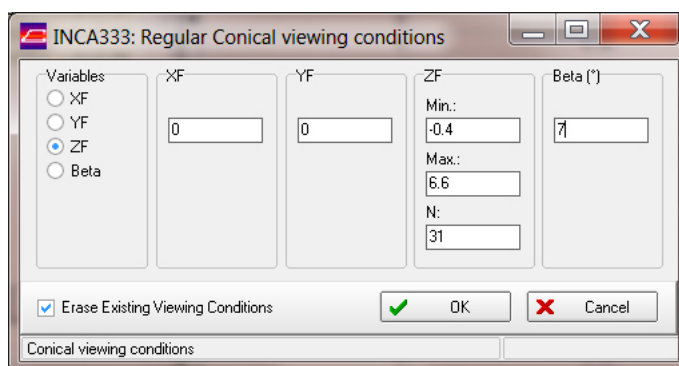 INCA333: Regular Conical viewing conditions
Variables
XF
YF
ZF
Beta
XF
0
YF
0
ZF
Min.:
-0.4
Max.:
6.6
N:
31
Beta (°)
7
Erase Existing Viewing Conditions
OK
Cancel
Conical viewing conditions